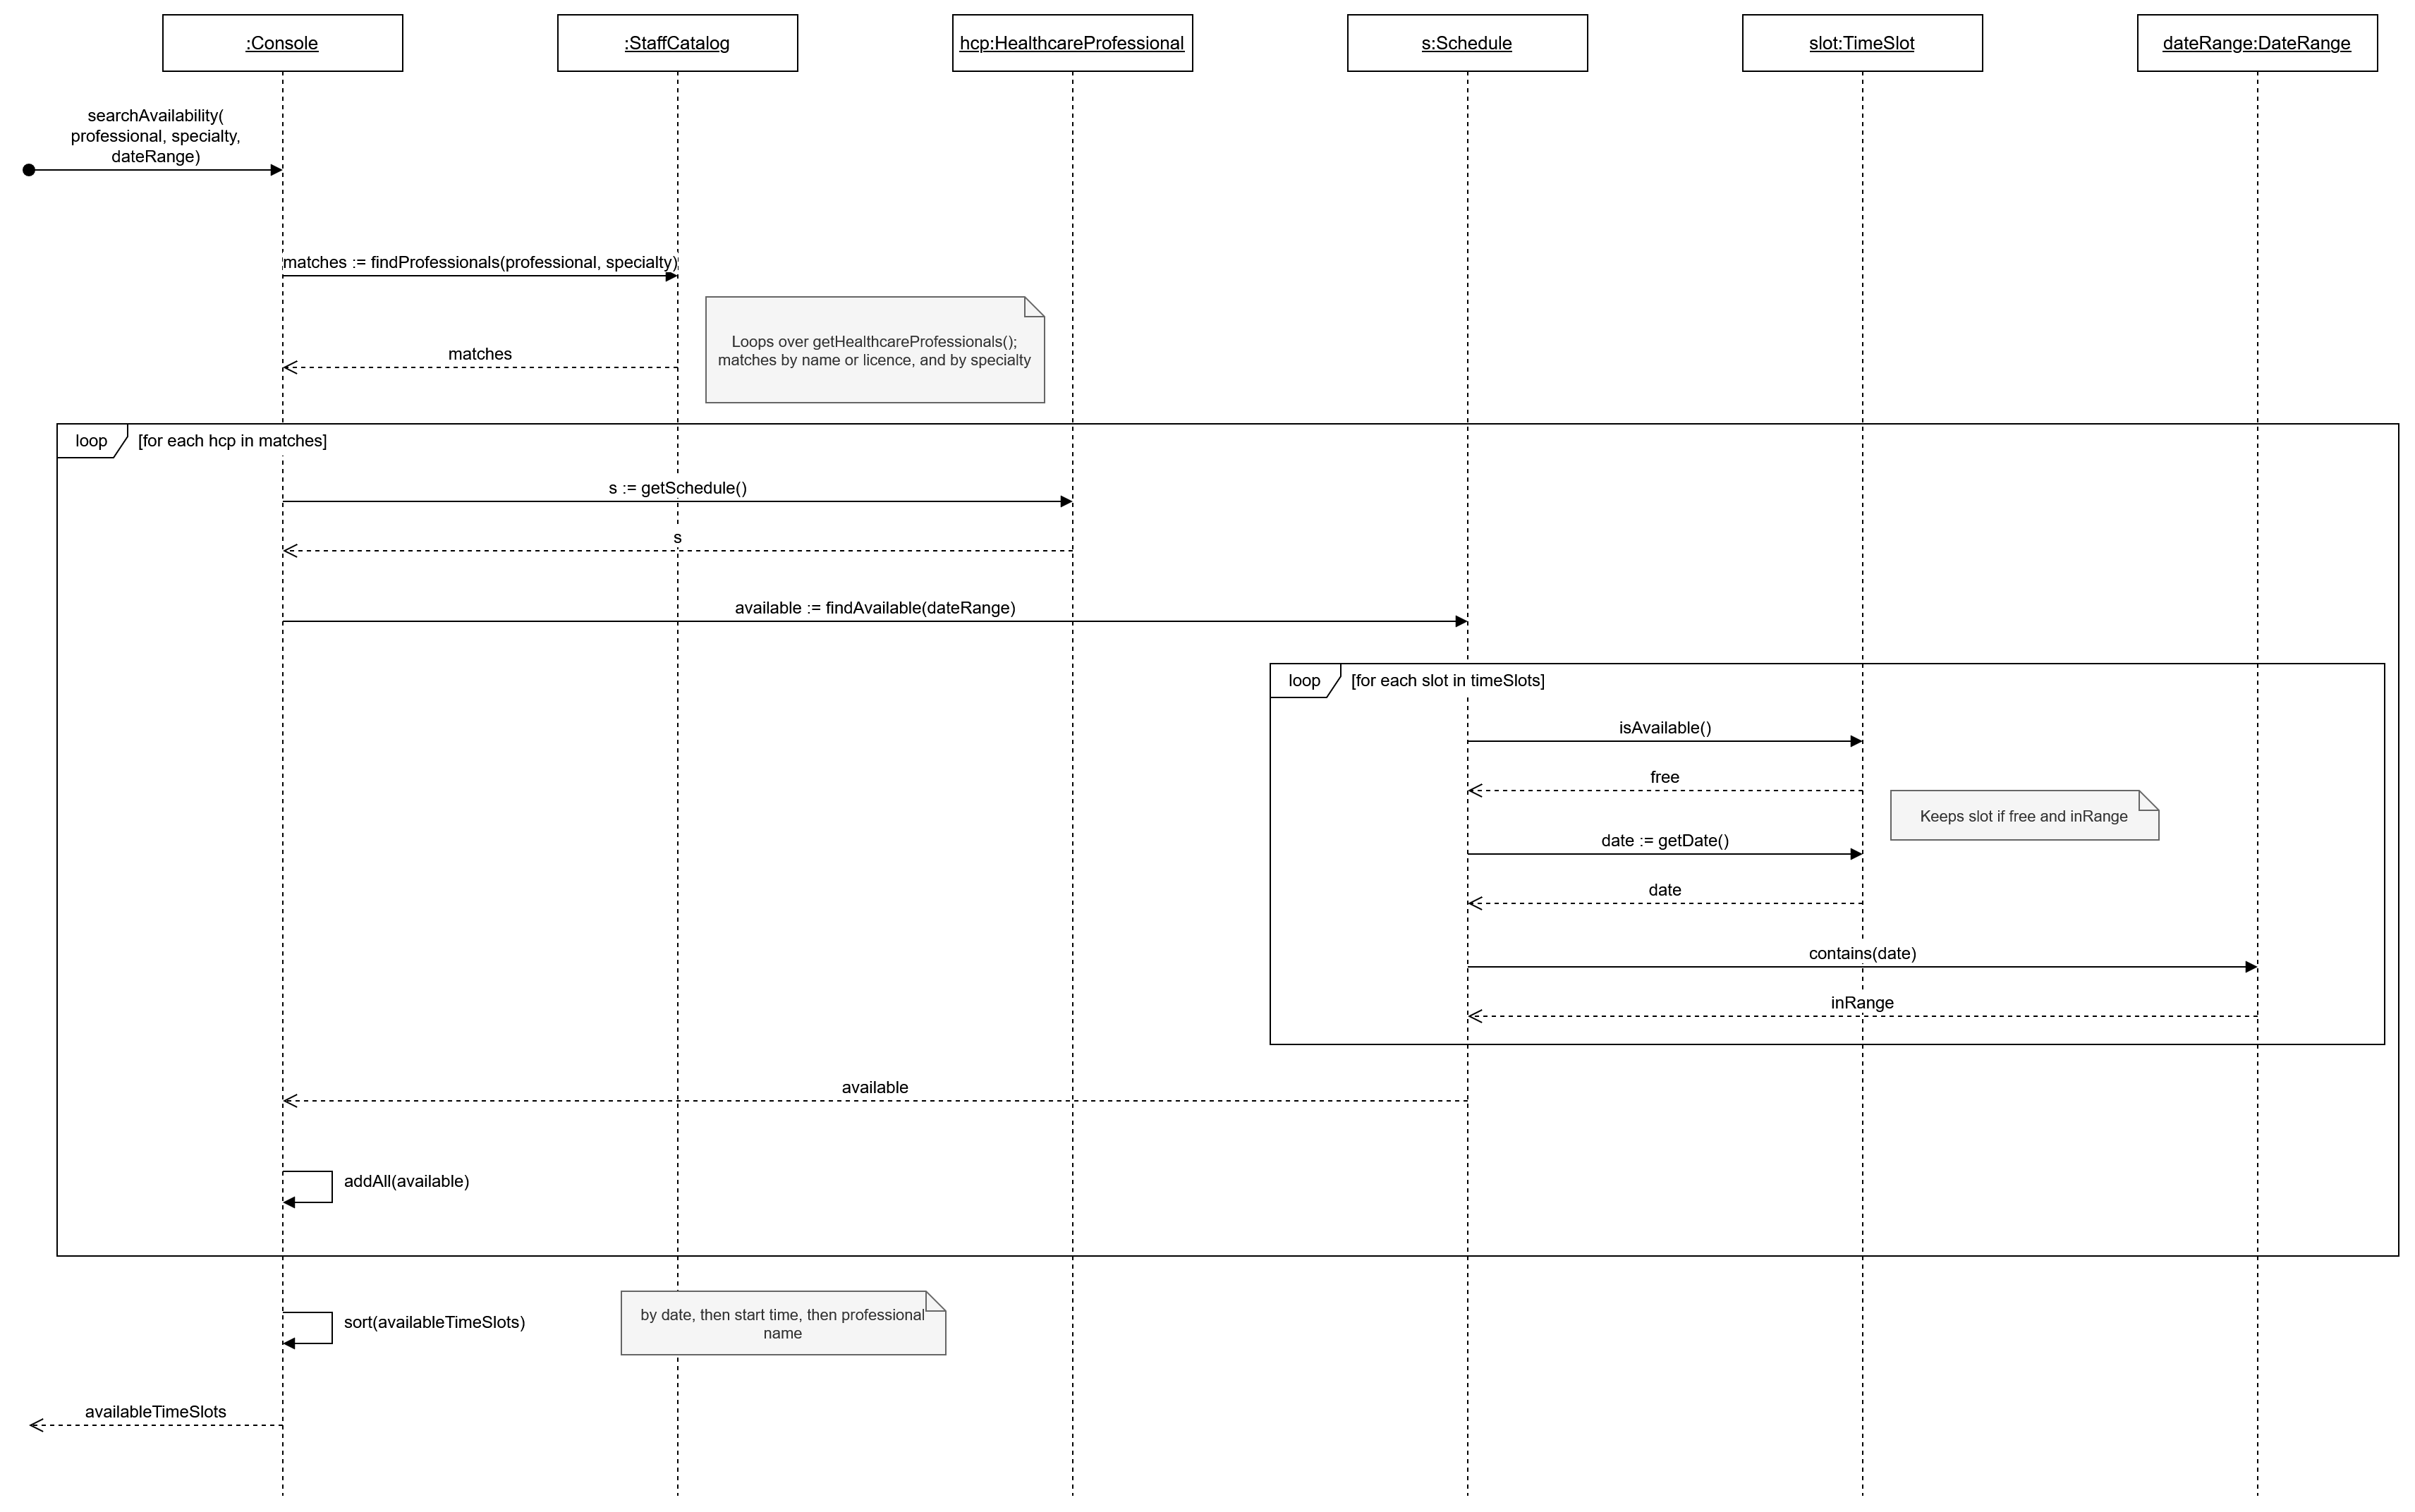 :Console
:StaffCatalog
hcp:HealthcareProfessional
s:Schedule
slot:TimeSlot
dateRange:DateRange
searchAvailability(
professional, specialty,
dateRange)
matches := findProfessionals(professional, specialty)
Loops over getHealthcareProfessionals();
matches by name or licence, and by specialty
matches
loop
[for each hcp in matches]
s := getSchedule()
s
available := findAvailable(dateRange)
loop
[for each slot in timeSlots]
isAvailable()
free
Keeps slot if free and inRange
date := getDate()
date
contains(date)
inRange
available
addAll(available)
sort(availableTimeSlots)
by date, then start time, then professional
name
availableTimeSlots